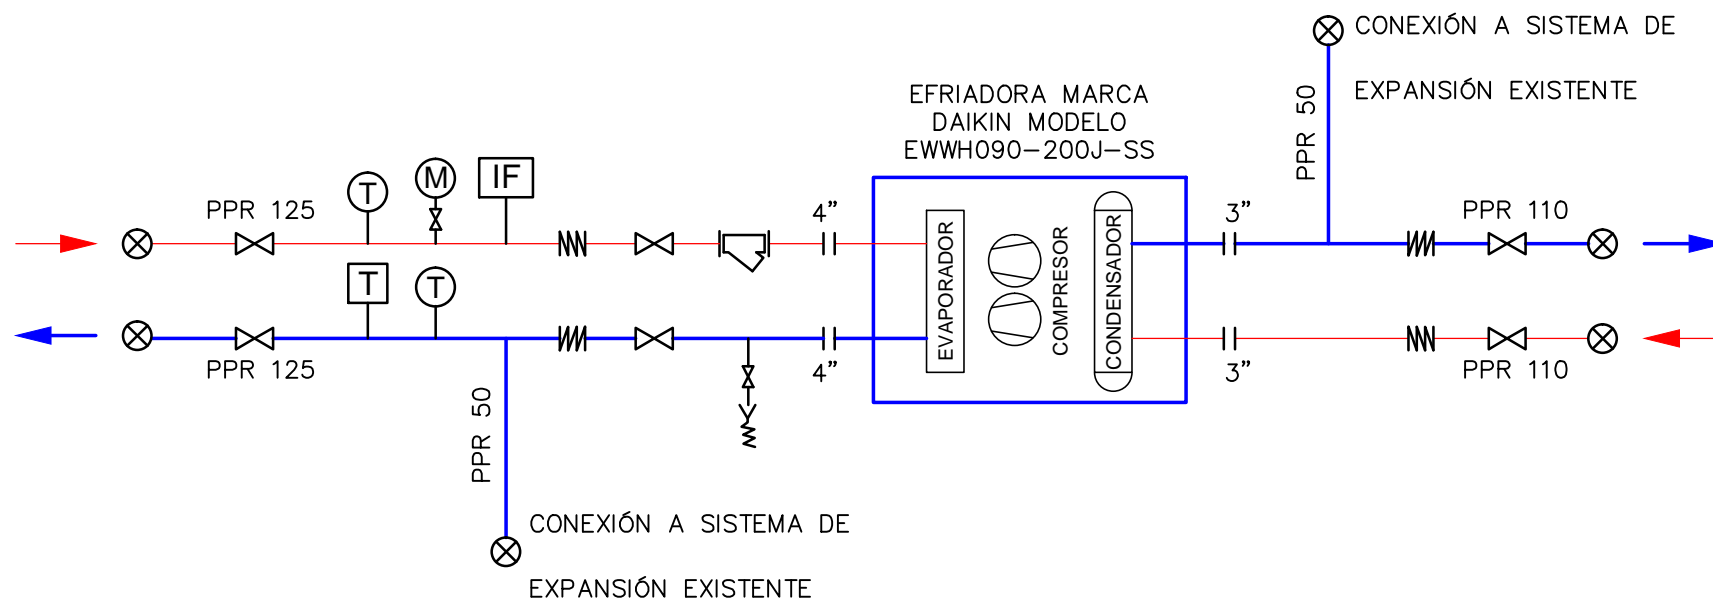 CONEXIÓN A SISTEMA DE
EXPANSIÓN EXISTENTE
PPR 50
EFRIADORA MARCA
DAIKIN MODELO
EWWH090-200J-SS
T
M
IF
PPR 125
4"
3"
PPR 110
EVAPORADOR
COMPRESOR
CONDENSADOR
T
T
PPR 125
4"
3"
PPR 110
PPR 50
CONEXIÓN A SISTEMA DE
EXPANSIÓN EXISTENTE